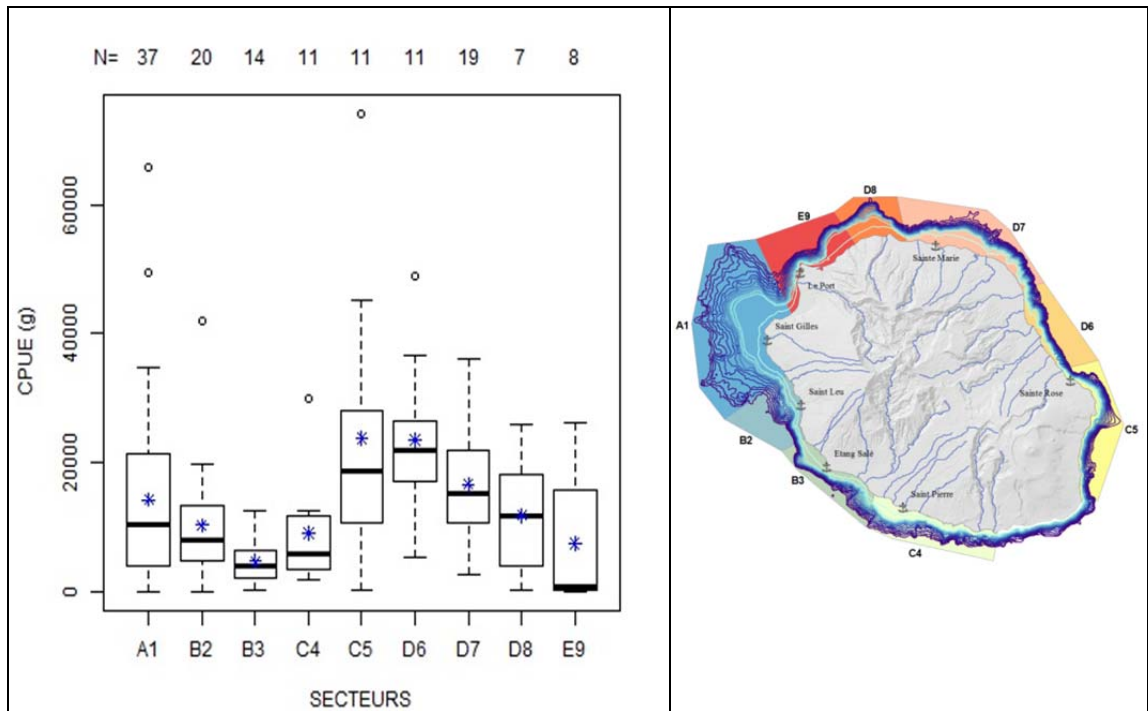 N= 37 20 14 11 11 11 19 7 8
CPUE (g)
60000
40000
20000
0
A1 B2 B3 C4 C5 D6 D7 D8 E9
SECTEURS
D8
E9
D7
Sainte Marie
Le Port
A1
Saint Gilles
D6
Saint Leu
Sainte Rose
B2
C5
Etang Salé
B3
Saint Pierre
C4